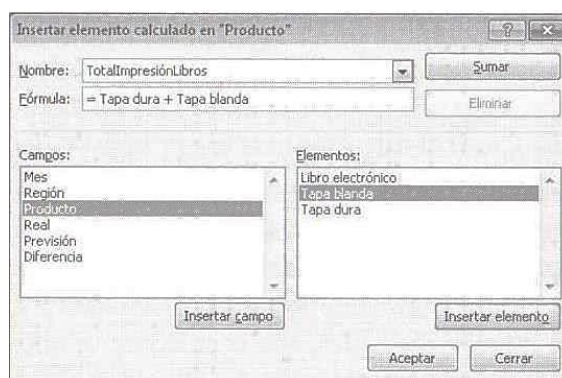 Insertar elemento calculado en "Producto"
Nombre: TotalImpresiónLibros
Sumar
Fórmula: = Tapa dura + Tapa blanda
Eliminar
Campos:
Mes
Región
Producto
Real
Previsión
Diferencia
Insertar campo
Elementos:
Libro electrónico
Tapa blanda
Tapa dura
Insertar elemento
Aceptar
Cerrar